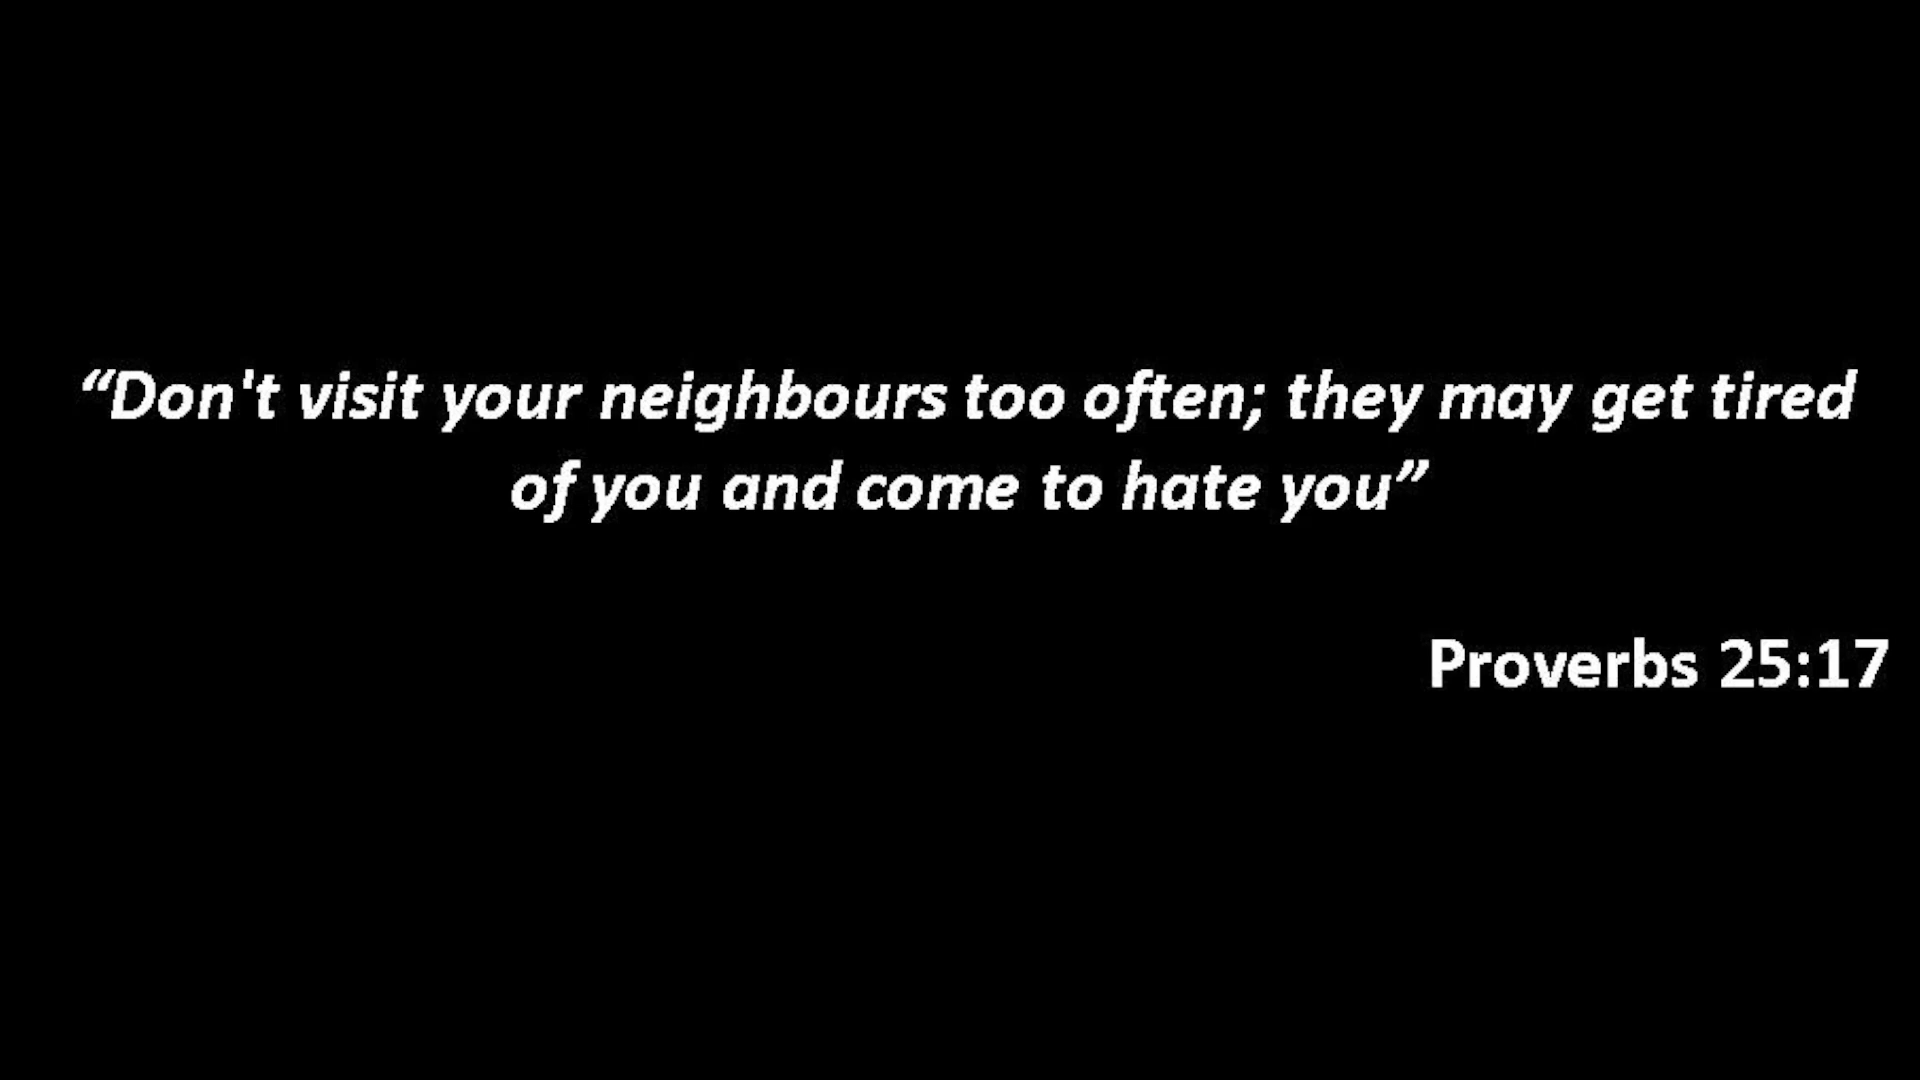 “Don't visit your neighbours too often; they may get tired
of you and come to hate you”
Proverbs 25:17